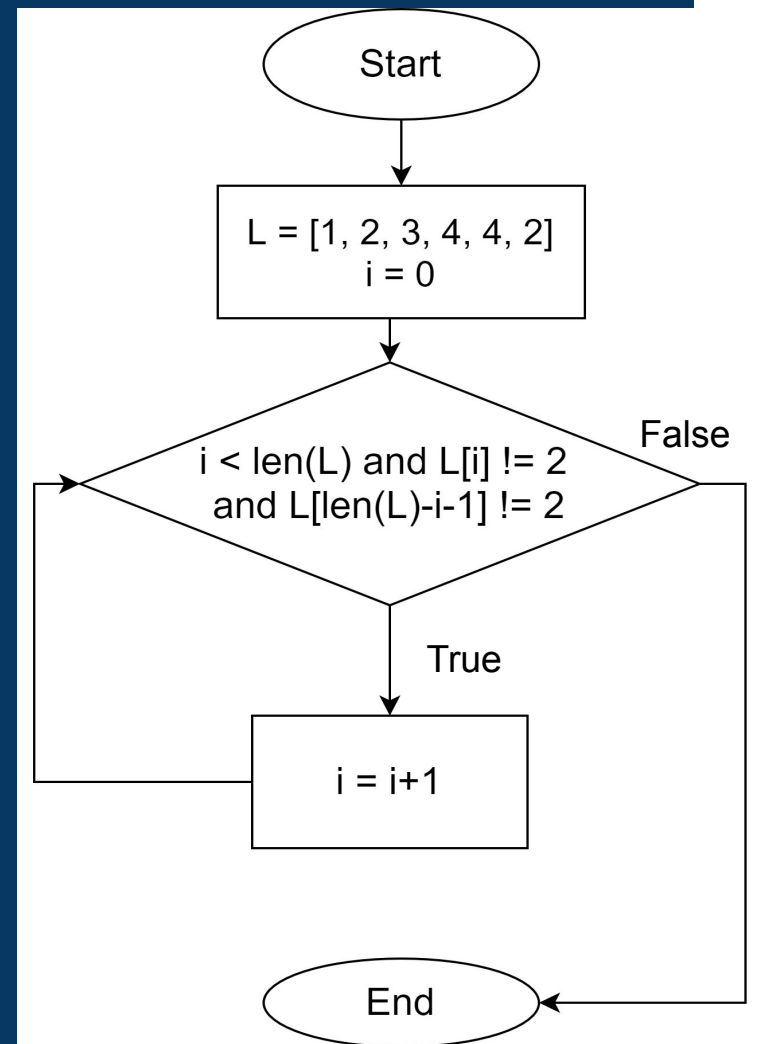 Start
L = [1, 2, 3, 4, 4, 2]
i = 0
False
i < len(L) and L[i] != 2
and L[len(L)-i-1] != 2
True
i = i+1
End